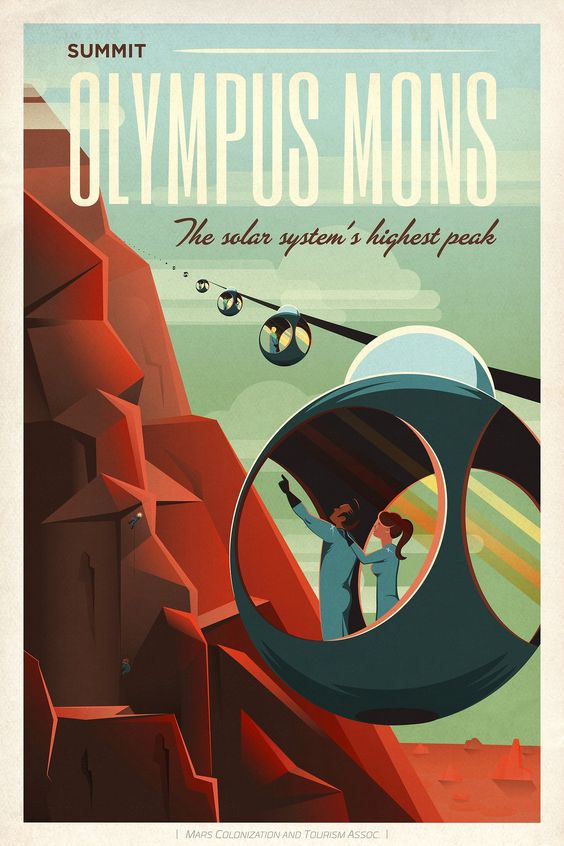 SUMMIT
OLYMPUS MONS
The solar system's highest peak
| MARS COLONIZATION AND TOURISM ASSOC. |